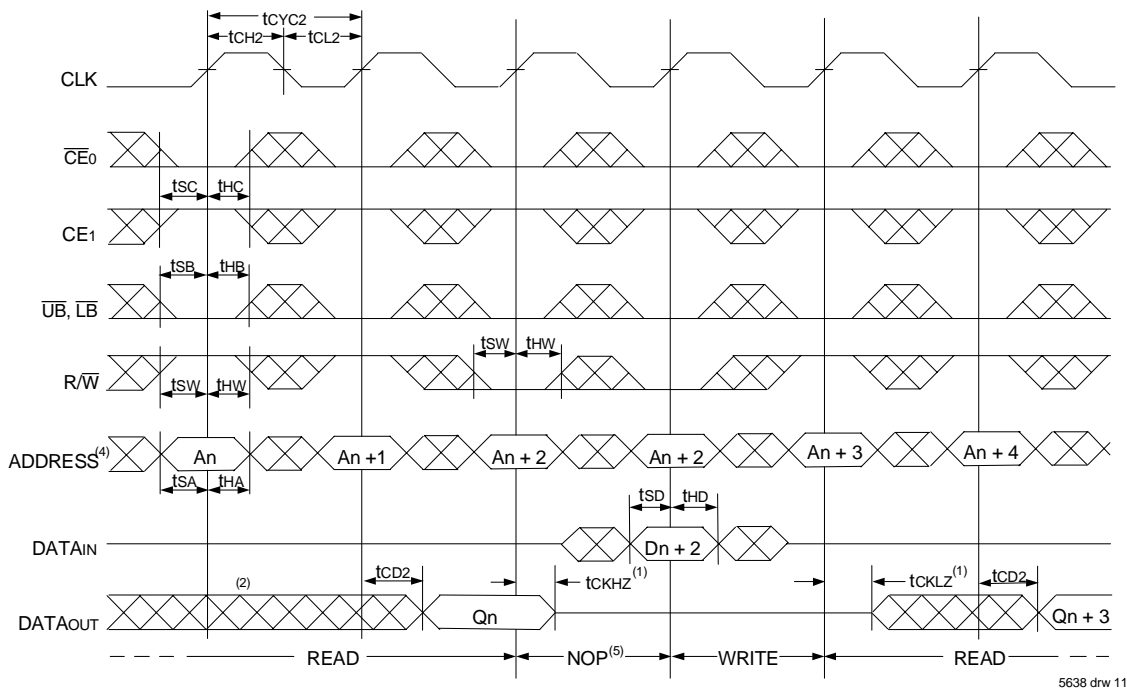 tCYC2
tCH2 tCL2
CLK
CE0
tSC tHC
CE1
tSB tHB
UB, LB
tSW tHW
R/W
tSW tHW
ADDRESS(4) An An +1 An + 2 An + 2 An + 3 An + 4
tSA tHA
tSD tHD
DATAIN Dn + 2
tCD2 tCKHZ(1) tCKLZ(1) tCD2
(2)
DATAOUT Qn Qn + 3
READ NOP(5) WRITE READ
5638 drw 11